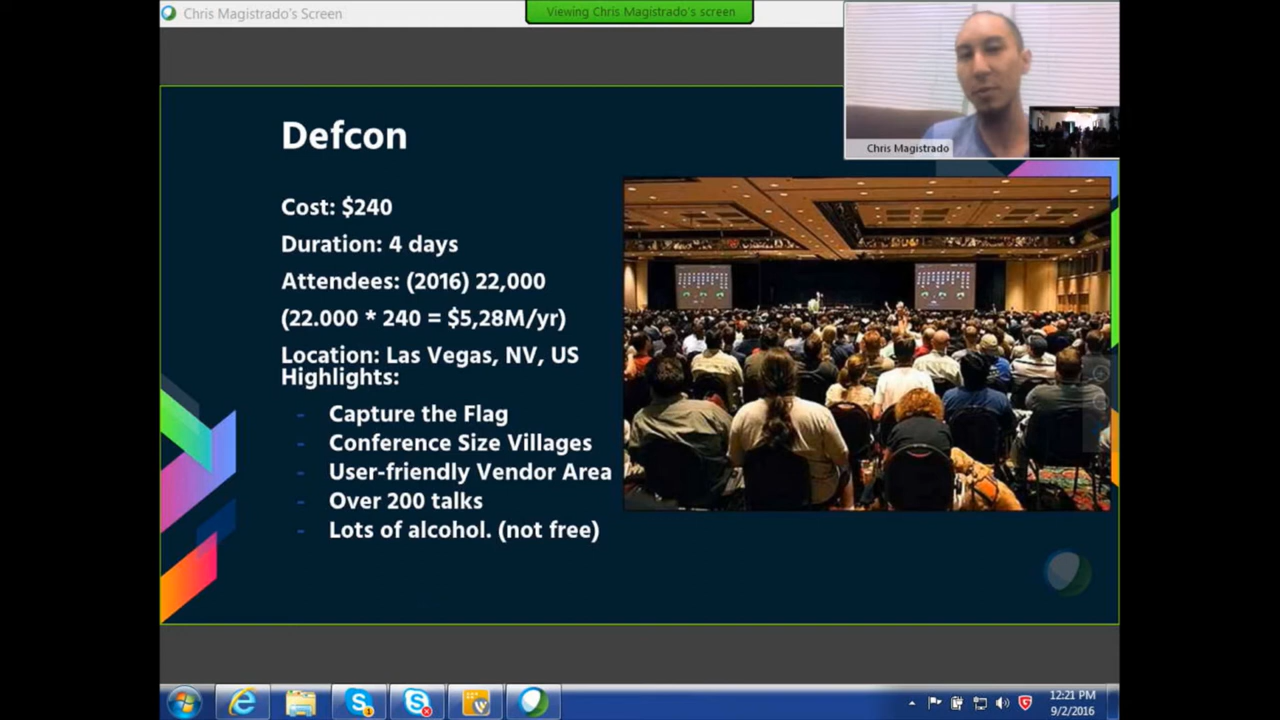 Chris Magistrado's Screen
Viewing Chris Magistrado's screen
Chris Magistrado
Defcon
Cost: $240
Duration: 4 days
Attendees: (2016) 22,000
(22.000 * 240 = $5,28M/yr)
Location: Las Vegas, NV, US
Highlights:
- Capture the Flag
- Conference Size Villages
- User-friendly Vendor Area
- Over 200 talks
- Lots of alcohol. (not free)
12:21 PM
9/2/2016